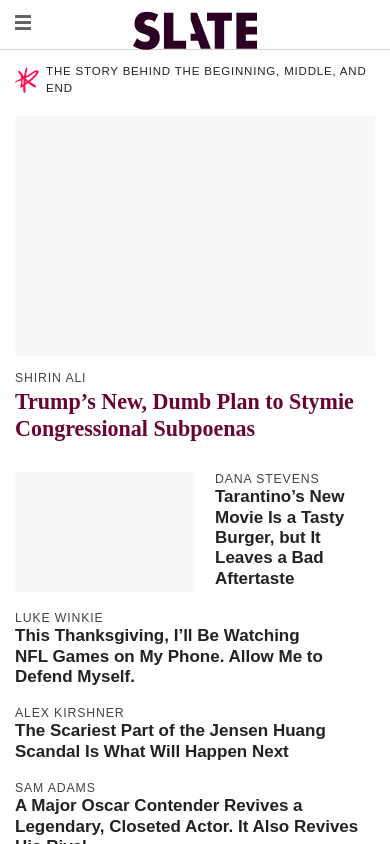 SLATE
THE STORY BEHIND THE BEGINNING, MIDDLE, AND
END
SHIRIN ALI
Trump’s New, Dumb Plan to Stymie
Congressional Subpoenas
DANA STEVENS
Tarantino’s New
Movie Is a Tasty
Burger, but It
Leaves a Bad
Aftertaste
LUKE WINKIE
This Thanksgiving, I’ll Be Watching
NFL Games on My Phone. Allow Me to
Defend Myself.
ALEX KIRSHNER
The Scariest Part of the Jensen Huang
Scandal Is What Will Happen Next
SAM ADAMS
A Major Oscar Contender Revives a
Legendary, Closeted Actor. It Also Revives
His Rival